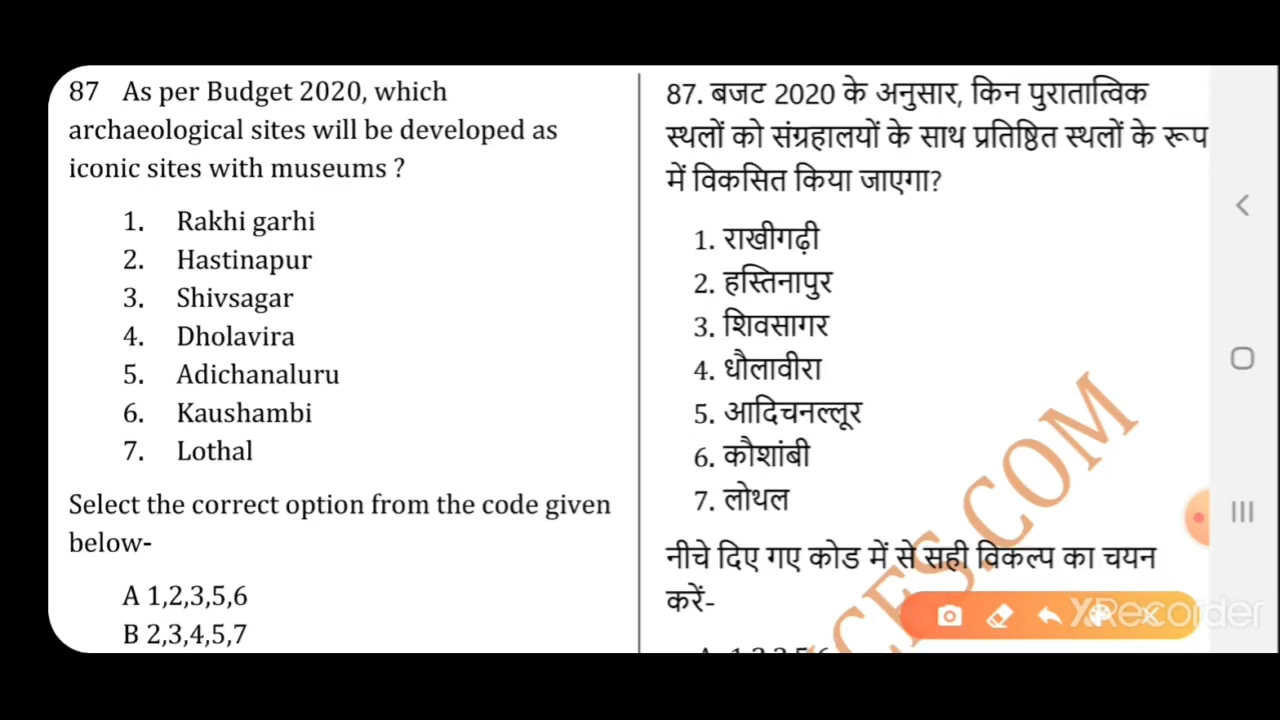 87 As per Budget 2020, which
archaeological sites will be developed as
iconic sites with museums ?
1. Rakhi garhi
2. Hastinapur
3. Shivsagar
4. Dholavira
5. Adichanaluru
6. Kaushambi
7. Lothal
Select the correct option from the code given
below-
A 1,2,3,5,6
B 2,3,4,5,7
87. बजट 2020 के अनुसार, किन पुरातात्विक
स्थलों को संग्रहालयों के साथ प्रतिष्ठित स्थलों के रूप
में विकसित किया जाएगा?
1. राखीगढ़ी
2. हस्तिनापुर
3. शिवसागर
4. धौलावीरा
5. आदिचनल्लूर
6. कौशांबी
7. लोथल
नीचे दिए गए कोड में से सही विकल्प का चयन
करें-
CES.COM
XRecorder